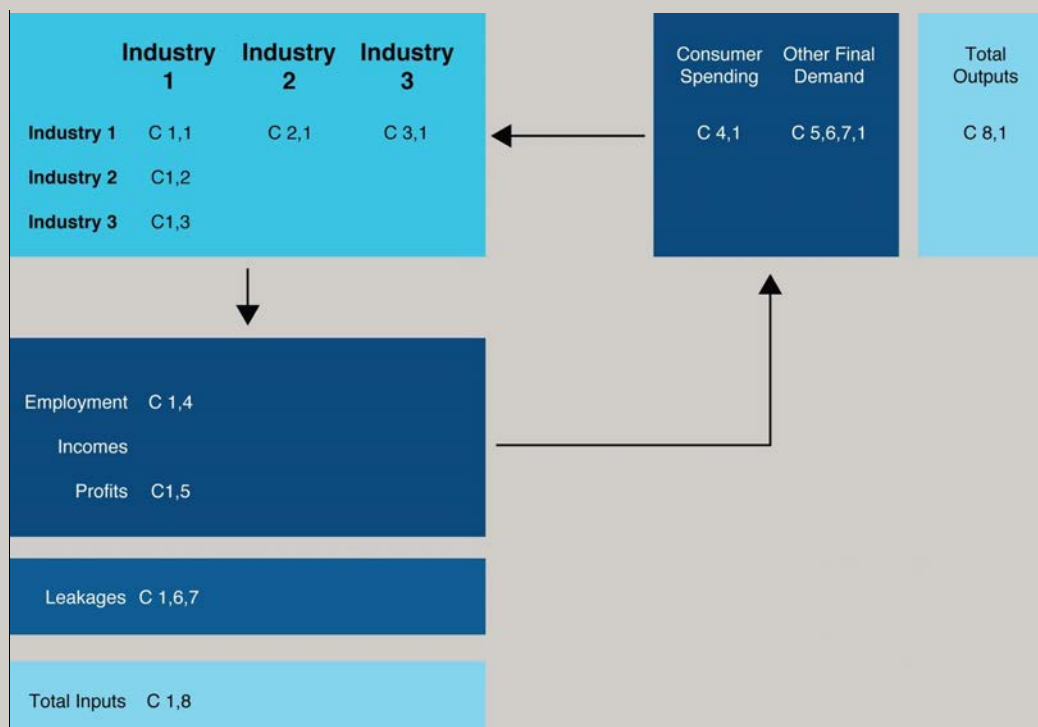 Industry 1 Industry 2 Industry 3
Industry 1 C 1,1 C 2,1 C 3,1
Industry 2 C1,2
Industry 3 C1,3
Consumer Spending Other Final Demand
C 4,1 C 5,6,7,1
Total Outputs
C 8,1
Employment C 1,4
Incomes
Profits C1,5
Leakages C 1,6,7
Total Inputs C 1,8